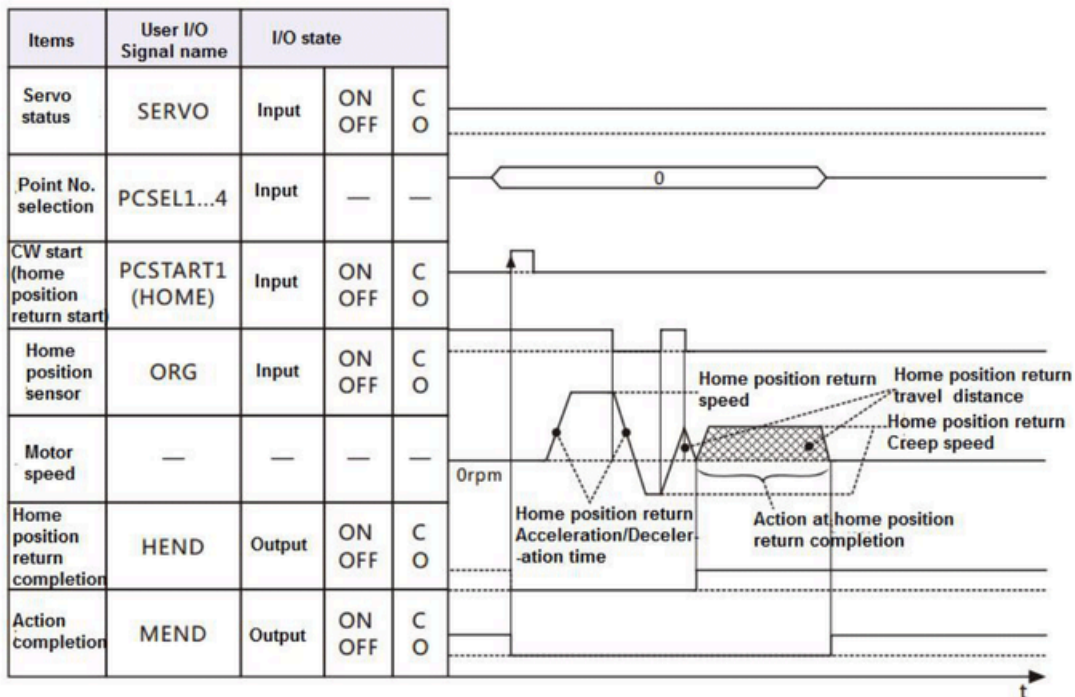 Items
User I/O
Signal name
I/O state
Servo
status
SERVO
Input
ON
OFF
C
O
Point No.
selection
PCSEL1...4
Input
—
—
0
CW start
(home
position
return start)
PCSTART1
(HOME)
Input
ON
OFF
C
O
Home
position
sensor
ORG
Input
ON
OFF
C
O
Home position return
speed
Home position return
travel distance
Home position return
Creep speed
Motor
speed
—
—
—
—
0rpm
Home position return
Acceleration/Deceler-
-ation time
Action at home position
return completion
Home
position
return
completion
HEND
Output
ON
OFF
C
O
Action
completion
MEND
Output
ON
OFF
C
O
t